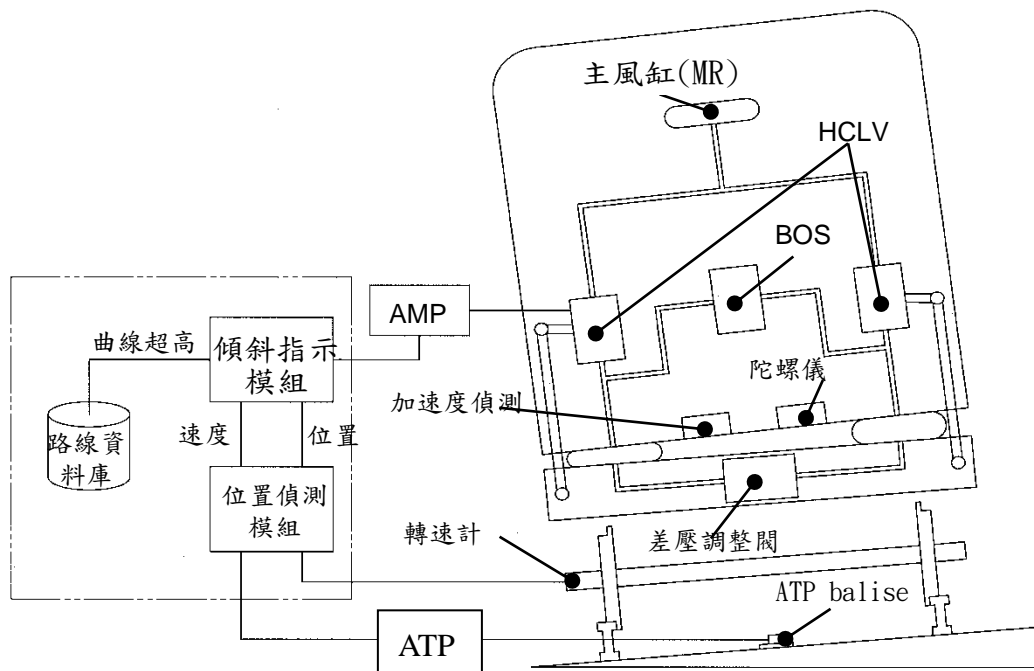 主風缸(MR)
HCLV
BOS
AMP
曲線超高
傾斜指示
模組
陀螺儀
加速度偵測
速度
位置
路線資
料庫
位置偵測
模組
轉速計
差壓調整閥
ATP balise
ATP